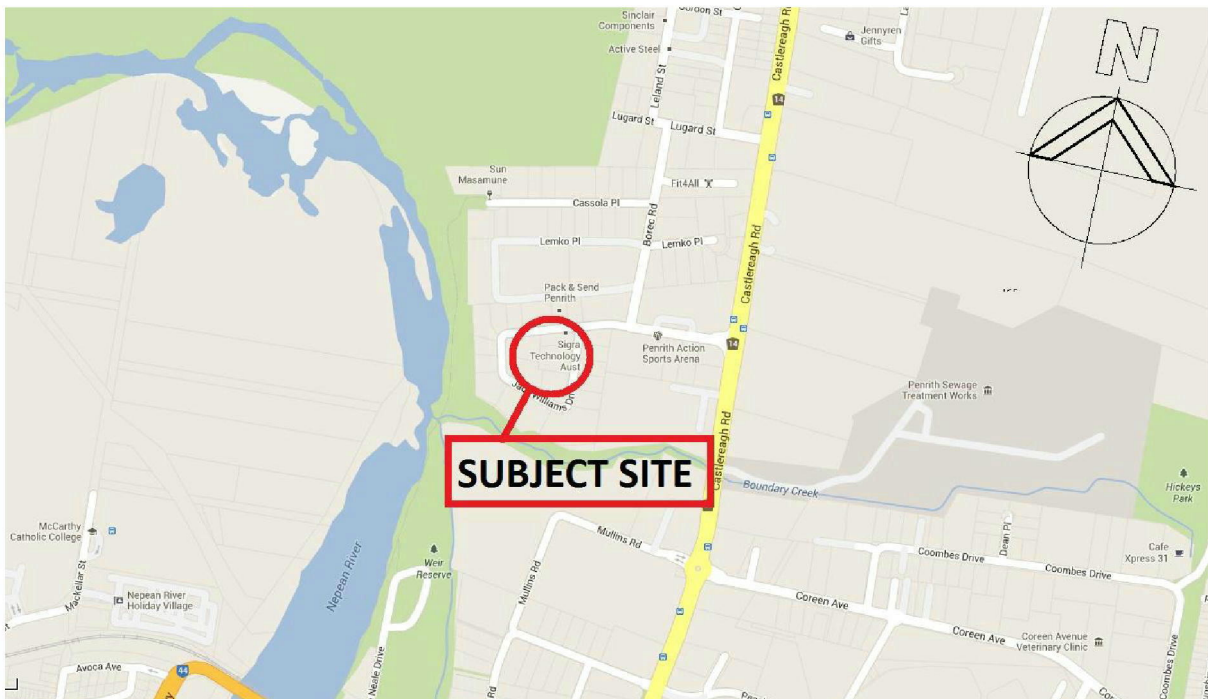 Sinclair
Components
Gordon St
Active Steel
Jennyren
Gifts
Castlereagh R
14
N
Leland St
Lugard St
Lugard St
Sun
Masamune
Fit4All
Cassola Pl
Borec Rd
Lemko Pl
Lemko Pl
Castlereagh Rd
Pack & Send
Penrith
Sigra
Technology
Aust
Penrith Action
Sports Arena
14
Jack Williams Dr
Penrith Sewage
Treatment Works
Castlereagh Rd
SUBJECT SITE
Boundary Creek
Hickeys
Park
McCarthy
Catholic College
Mullins Rd
Dean Pl
Cafe
Xpress 31
Coombes Drive
Coombes Drive
Weir
Reserve
Nepean River
Mackellar St
Nepean River
Holiday Village
Mullins Rd
Coreen Ave
Coreen Ave
Coreen Avenue
Veterinary Clinic
Coombes Drive
Avoca Ave
44
Neale Drive
Rd